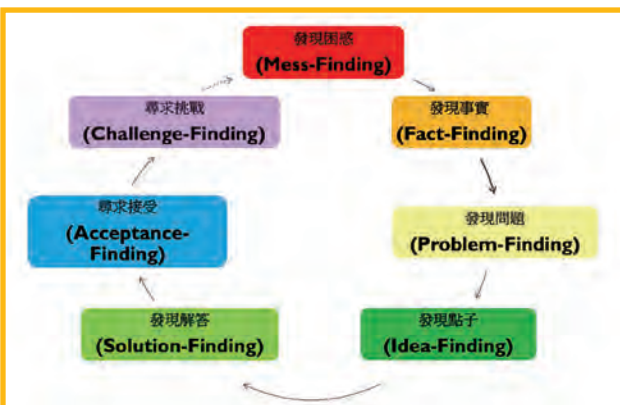 發現困惑
(Mess-Finding)
發現事實
(Fact-Finding)
發現問題
(Problem-Finding)
發現點子
(Idea-Finding)
發現解答
(Solution-Finding)
尋求接受
(Acceptance-
Finding)
尋求挑戰
(Challenge-Finding)